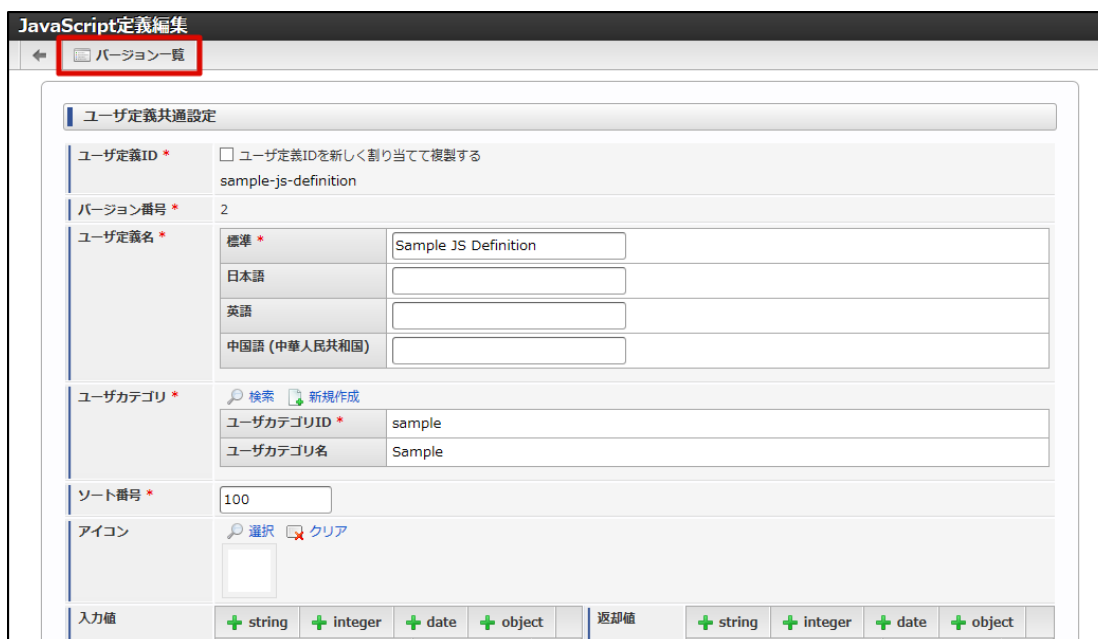 JavaScript定義編集
バージョン一覧
ユーザ定義共通設定
ユーザ定義ID *
ユーザ定義IDを新しく割り当てて複製する
sample-js-definition
バージョン番号 *
2
ユーザ定義名 *
標準 *
Sample JS Definition
日本語
英語
中国語 (中華人民共和国)
ユーザカテゴリ *
検索 新規作成
ユーザカテゴリID *
sample
ユーザカテゴリ名
Sample
ソート番号 *
100
アイコン
選択 クリア
入力値
string integer date object
返却値
string integer date object